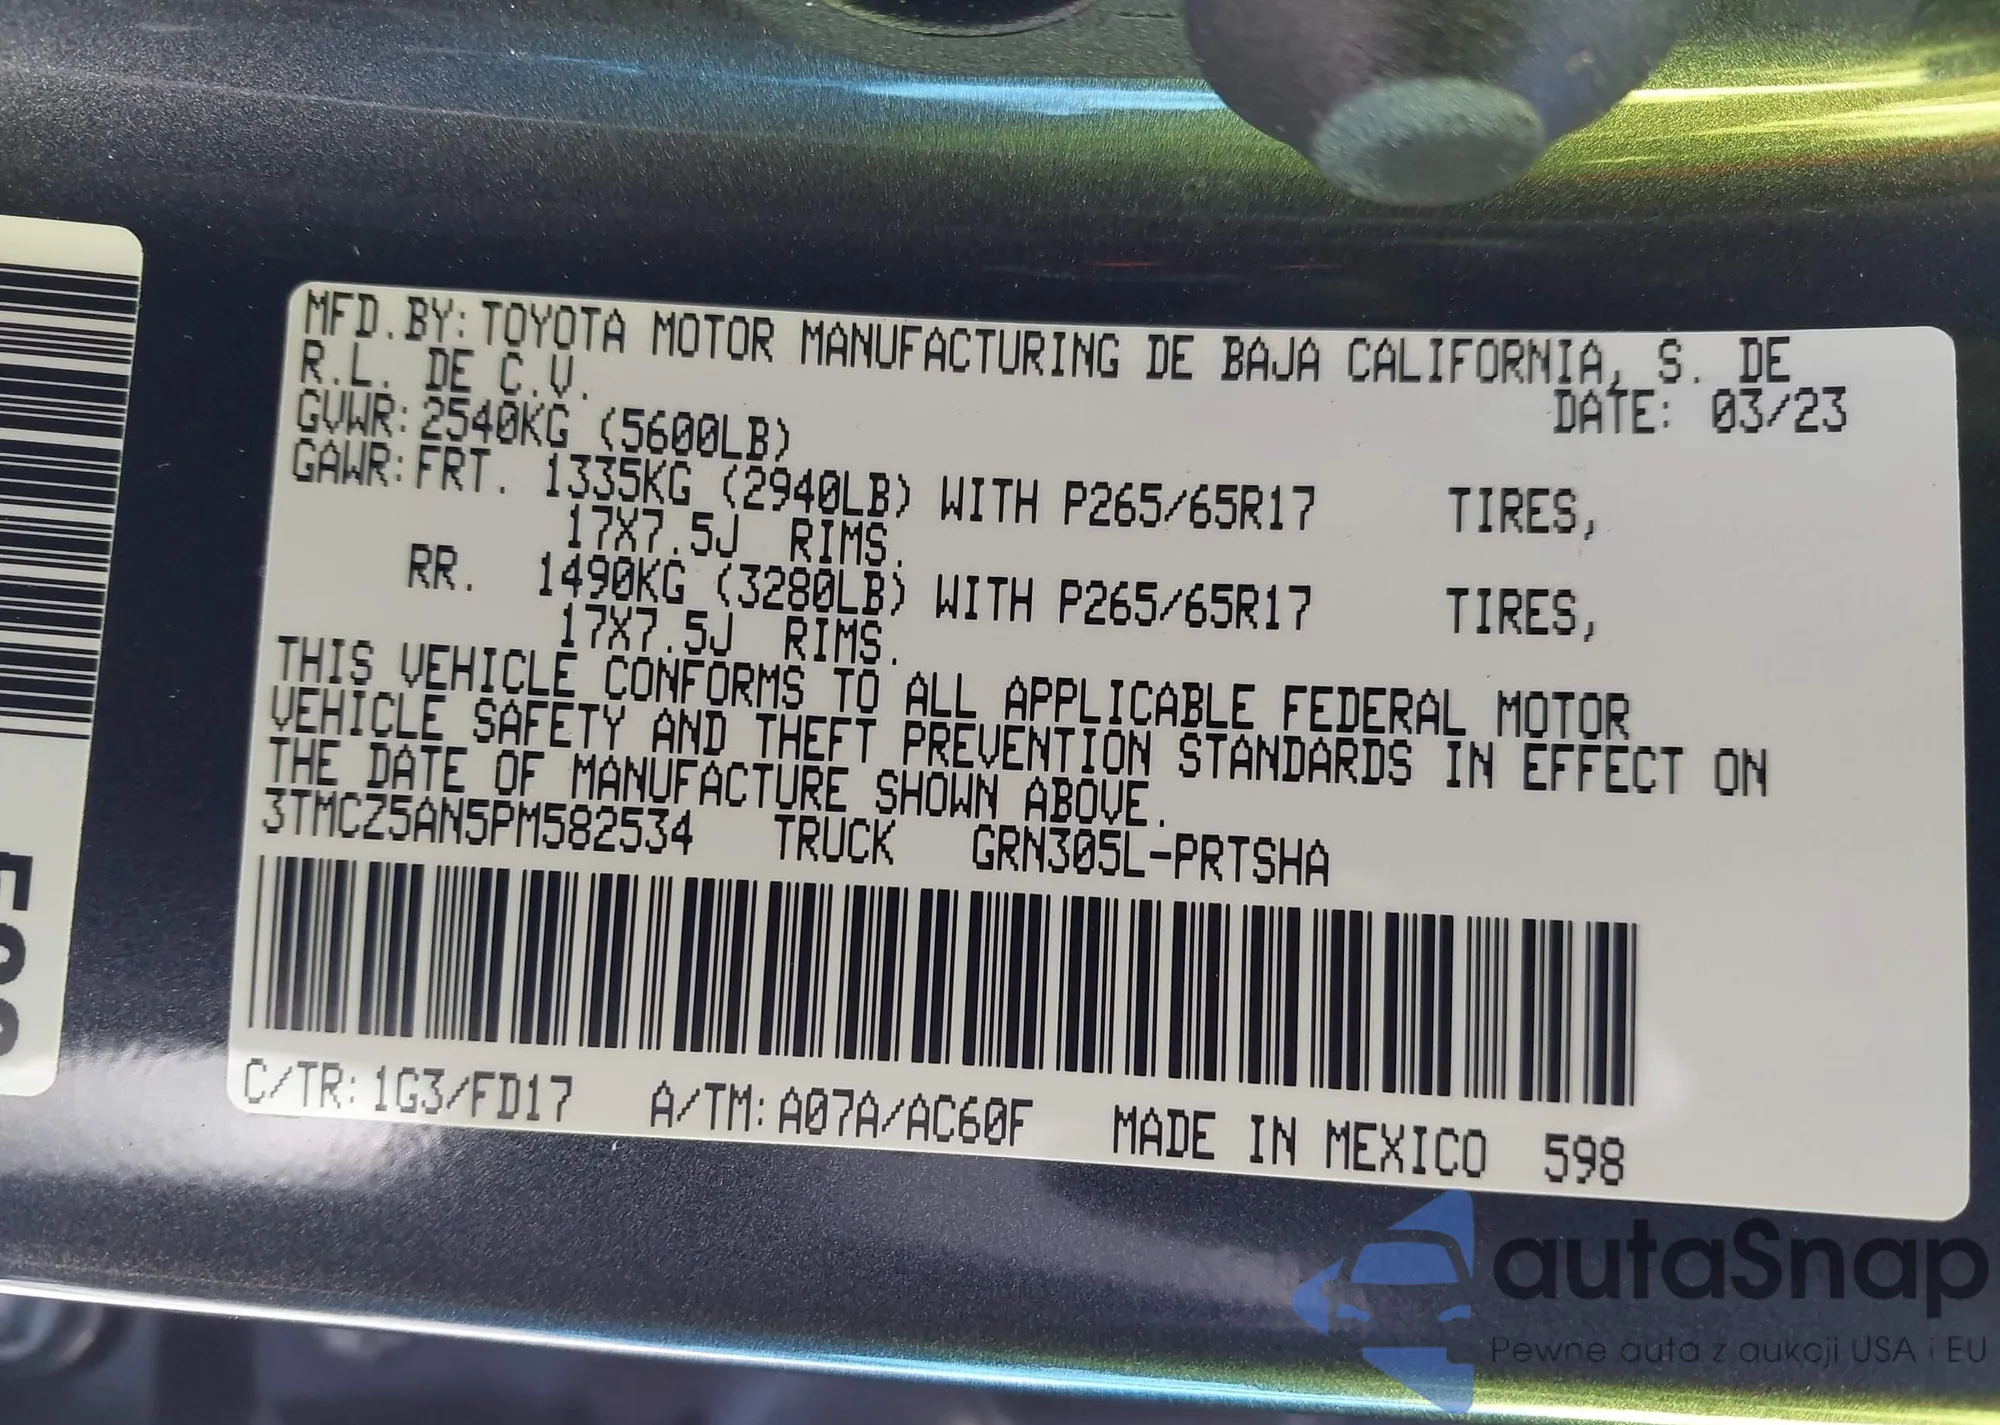 MFD.BY: TOYOTA MOTOR MANUFACTURING DE BAJA CALIFORNIA, S. DE
R.L. DE C.V.
DATE: 03/23
GVWR: 2540KG (5600LB)
GAWR: FRT. 1335KG (2940LB) WITH P265/65R17 TIRES,
17X7.5J RIMS.
RR. 1490KG (3280LB) WITH P265/65R17 TIRES,
17X7.5J RIMS.
THIS VEHICLE CONFORMS TO ALL APPLICABLE FEDERAL MOTOR
VEHICLE SAFETY AND THEFT PREVENTION STANDARDS IN EFFECT ON
THE DATE OF MANUFACTURE SHOWN ABOVE.
3TMCZ5AN5PM582534 TRUCK GRN305L-PRTSHA
C/TR: 1G3/FD17 A/TM: A07A/AC60F MADE IN MEXICO 598
autaSnap
Pewne auta z aukcji USA i EU